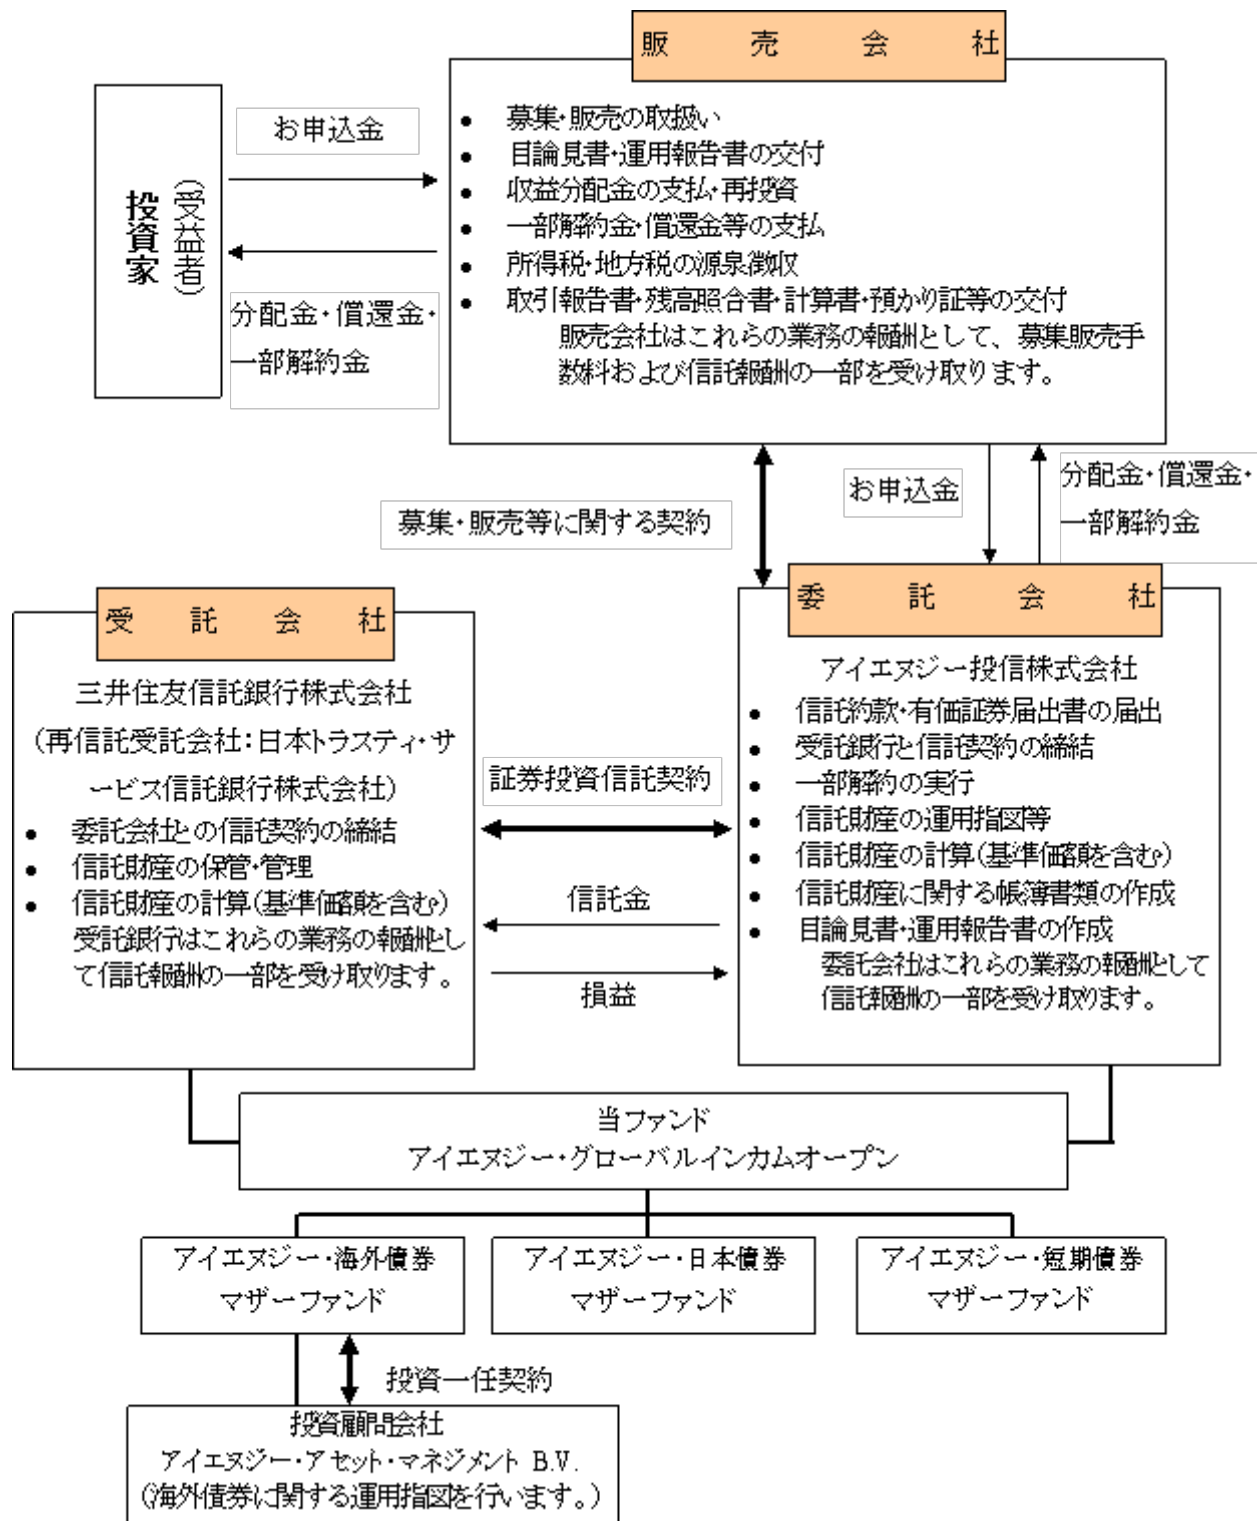 販売会社
投資家
(受益者)
お申込金
分配金・償還金・
一部解約金
● 募集・販売の取扱い
● 目論見書・運用報告書の交付
● 収益分配金の支払・再投資
● 一部解約金・償還金等の支払
● 所得税・地方税の源泉徴収
● 取引報告書・残高照合書・計算書・預かり証等の交付
販売会社はこれらの業務の報酬として、募集販売手
数料および信託報酬の一部を受け取ります。
募集・販売等に関する契約
お申込金
分配金・償還金・
一部解約金
受託会社
三井住友信託銀行株式会社
(再信託受託会社：日本トラスティ・サ
ービス信託銀行株式会社)
● 委託会社との信託契約の締結
● 信託財産の保管・管理
● 信託財産の計算(基準価額を含む)
受託銀行はこれらの業務の報酬とし
て信託報酬の一部を受け取ります。
証券投資信託契約
信託金
損益
委託会社
アイエヌジー投信株式会社
● 信託約款・有価証券届出書の届出
● 受託銀行と信託契約の締結
● 一部解約の実行
● 信託財産の運用指図等
● 信託財産の計算(基準価額を含む)
● 信託財産に関する帳簿書類の作成
● 目論見書・運用報告書の作成
委託会社はこれらの業務の報酬として
信託報酬の一部を受け取ります。
当ファンド
アイエヌジー・グローバルインカムオープン
アイエヌジー・海外債券
マザーファンド
アイエヌジー・日本債券
マザーファンド
アイエヌジー・短期債券
マザーファンド
投資一任契約
投資顧問会社
アイエヌジー・アセット・マネジメント B.V.
(海外債券に関する運用指図を行います。)